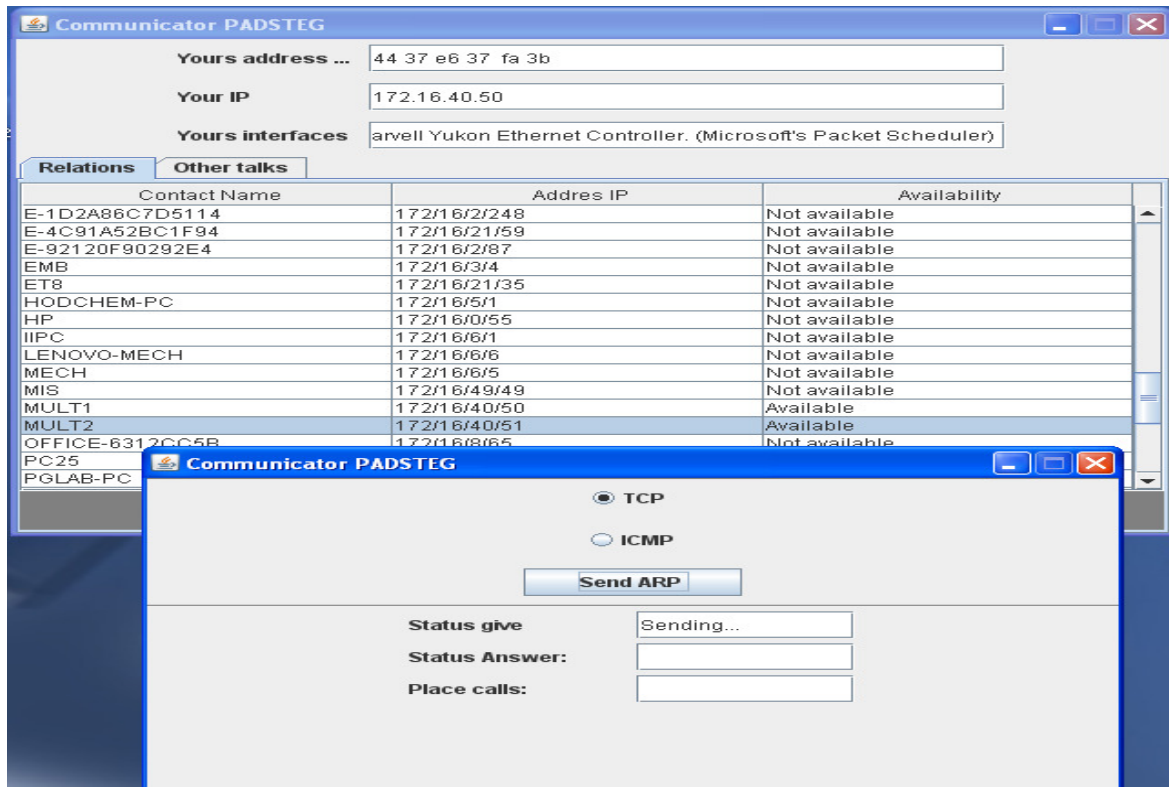 Communicator PADSTEG
Yours address ... 44 37 e6 37 fa 3b
Your IP 172.16.40.50
Yours interfaces arvell Yukon Ethernet Controller. (Microsoft's Packet Scheduler)
Relations Other talks
Contact Name Addres IP Availability
E-1D2A86C7D5114 172/16/2/248 Not available
E-4C91A52BC1F94 172/16/21/59 Not available
E-92120F90292E4 172/16/2/87 Not available
EMB 172/16/3/4 Not available
ET8 172/16/21/35 Not available
HODCHEM-PC 172/16/5/1 Not available
HP 172/16/0/55 Not available
IIPC 172/16/6/1 Not available
LENOVO-MECH 172/16/6/6 Not available
MECH 172/16/6/5 Not available
MIS 172/16/49/49 Not available
MULT1 172/16/40/50 Available
MULT2 172/16/40/51 Available
OFFICE-6312CC5B 172/16/8/65 Not available
PC25
PGLAB-PC
Communicator PADSTEG
TCP
ICMP
Send ARP
Status give Sending...
Status Answer:
Place calls: